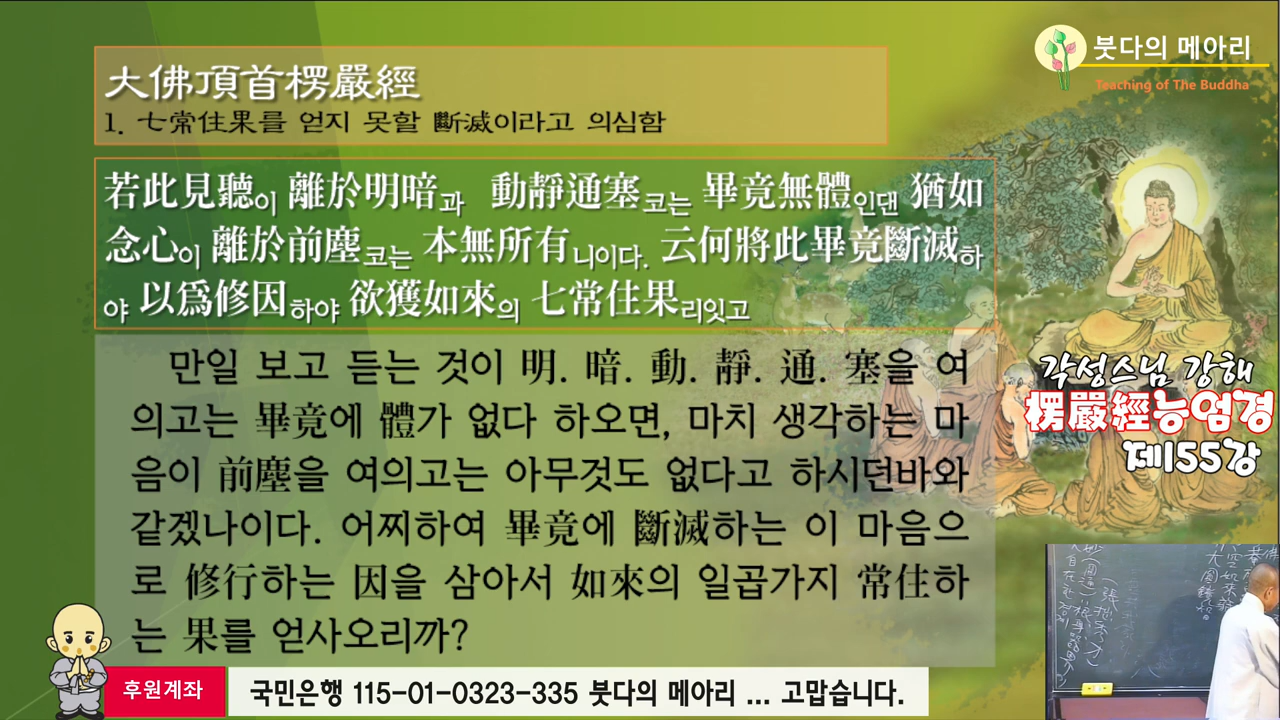 大佛頂首楞嚴經
1. 七常住果를 얻지 못할 斷滅이라고 의심함
若此見聽이 離於明暗과 動靜通塞코는 畢竟無體인댄 猶如
念心이 離於前塵코는 本無所有니이다. 云何將此畢竟斷滅하
야 以爲修因하야 欲獲如來의 七常住果리잇고
만일 보고 듣는 것이 明. 暗. 動. 靜. 通. 塞을 여
의고는 畢竟에 體가 없다 하오면, 마치 생각하는 마
음이 前塵을 여의고는 아무것도 없다고 하시던바와
같겠나이다. 어찌하여 畢竟에 斷滅하는 이 마음으
로 修行하는 因을 삼아서 如來의 일곱가지 常住하
는 果를 얻사오리까?
붓다의 메아리
Teaching of The Buddha
각성스님 강해
楞嚴經능엄경
제155강
후원계좌
국민은행 115-01-0323-335 붓다의 메아리 ... 고맙습니다.